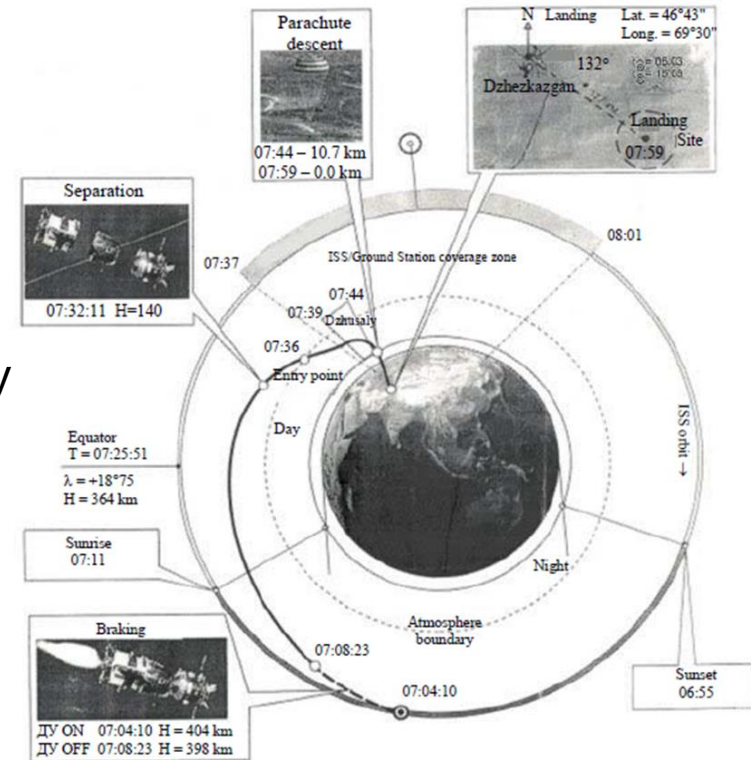 Parachute
descent
07:44 – 10.7 km
07:59 – 0.0 km
N Landing Lat. = 46°43"
Long. = 69°30"
132°
Dzhezkazgan
Landing
Site
07:59
Separation
07:32:11 H=140
07:37
08:01
ISS/Ground Station coverage zone
07:44
07:39
Dzhusaly
07:36
Entry point
y
Day
Equator
T = 07:25:51
λ = +18°75
H = 364 km
ISS orbit →
Sunrise
07:11
Night
Atmosphere
boundary
Braking
07:08:23
07:04:10
ДУ ON 07:04:10 H = 404 km
ДУ OFF 07:08:23 H = 398 km
Sunset
06:55